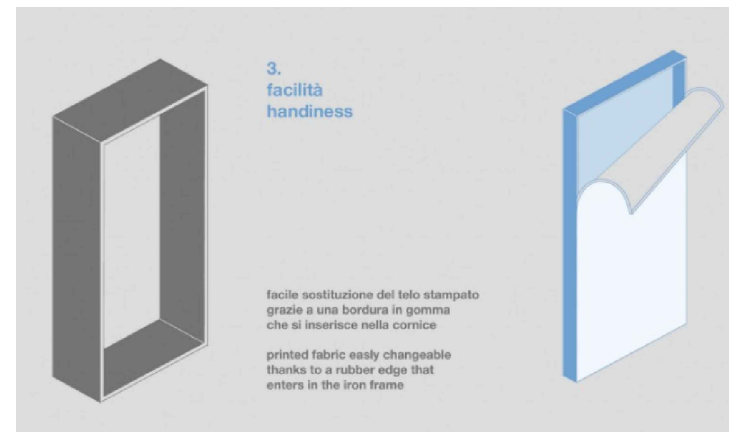 3.
facilità
handiness
facile sostituzione del telo stampato
grazie a una bordura in gomma
che si inserisce nella cornice
printed fabric easly changeable
thanks to a rubber edge that
enters in the iron frame